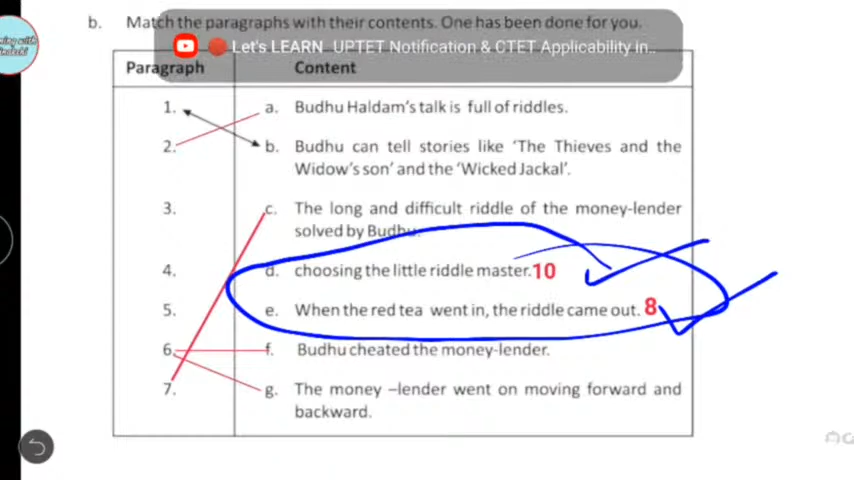 b. Match the paragraphs with their contents. One has been done for you.
Let's LEARN UPTET Notification & CTET Applicability in..
Paragraph Content
1. a. Budhu Haldam's talk is full of riddles.
2. b. Budhu can tell stories like 'The Thieves and the
Widow's son' and the 'Wicked Jackal'.
3. c. The long and difficult riddle of the money-lender
solved by Budhu.
4. d. choosing the little riddle master. 10
5. e. When the red tea went in, the riddle came out. 8
6. f. Budhu cheated the money-lender.
7. g. The money –lender went on moving forward and
backward.